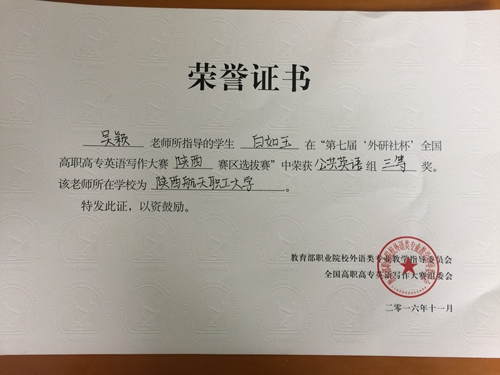 荣誉证书
吴颖 老师所指导的学生 白如玉 在“第七届‘外研社杯’全国
高职高专英语写作大赛 陕西 赛区选拔赛”中荣获 公共英语 组 三等 奖。
该老师所在学校为 陕西航天职工大学 。
特发此证，以资鼓励。
教育部职业院校外语类专业教学指导委员会
全国高职高专英语写作大赛组委会
二〇一六年十一月